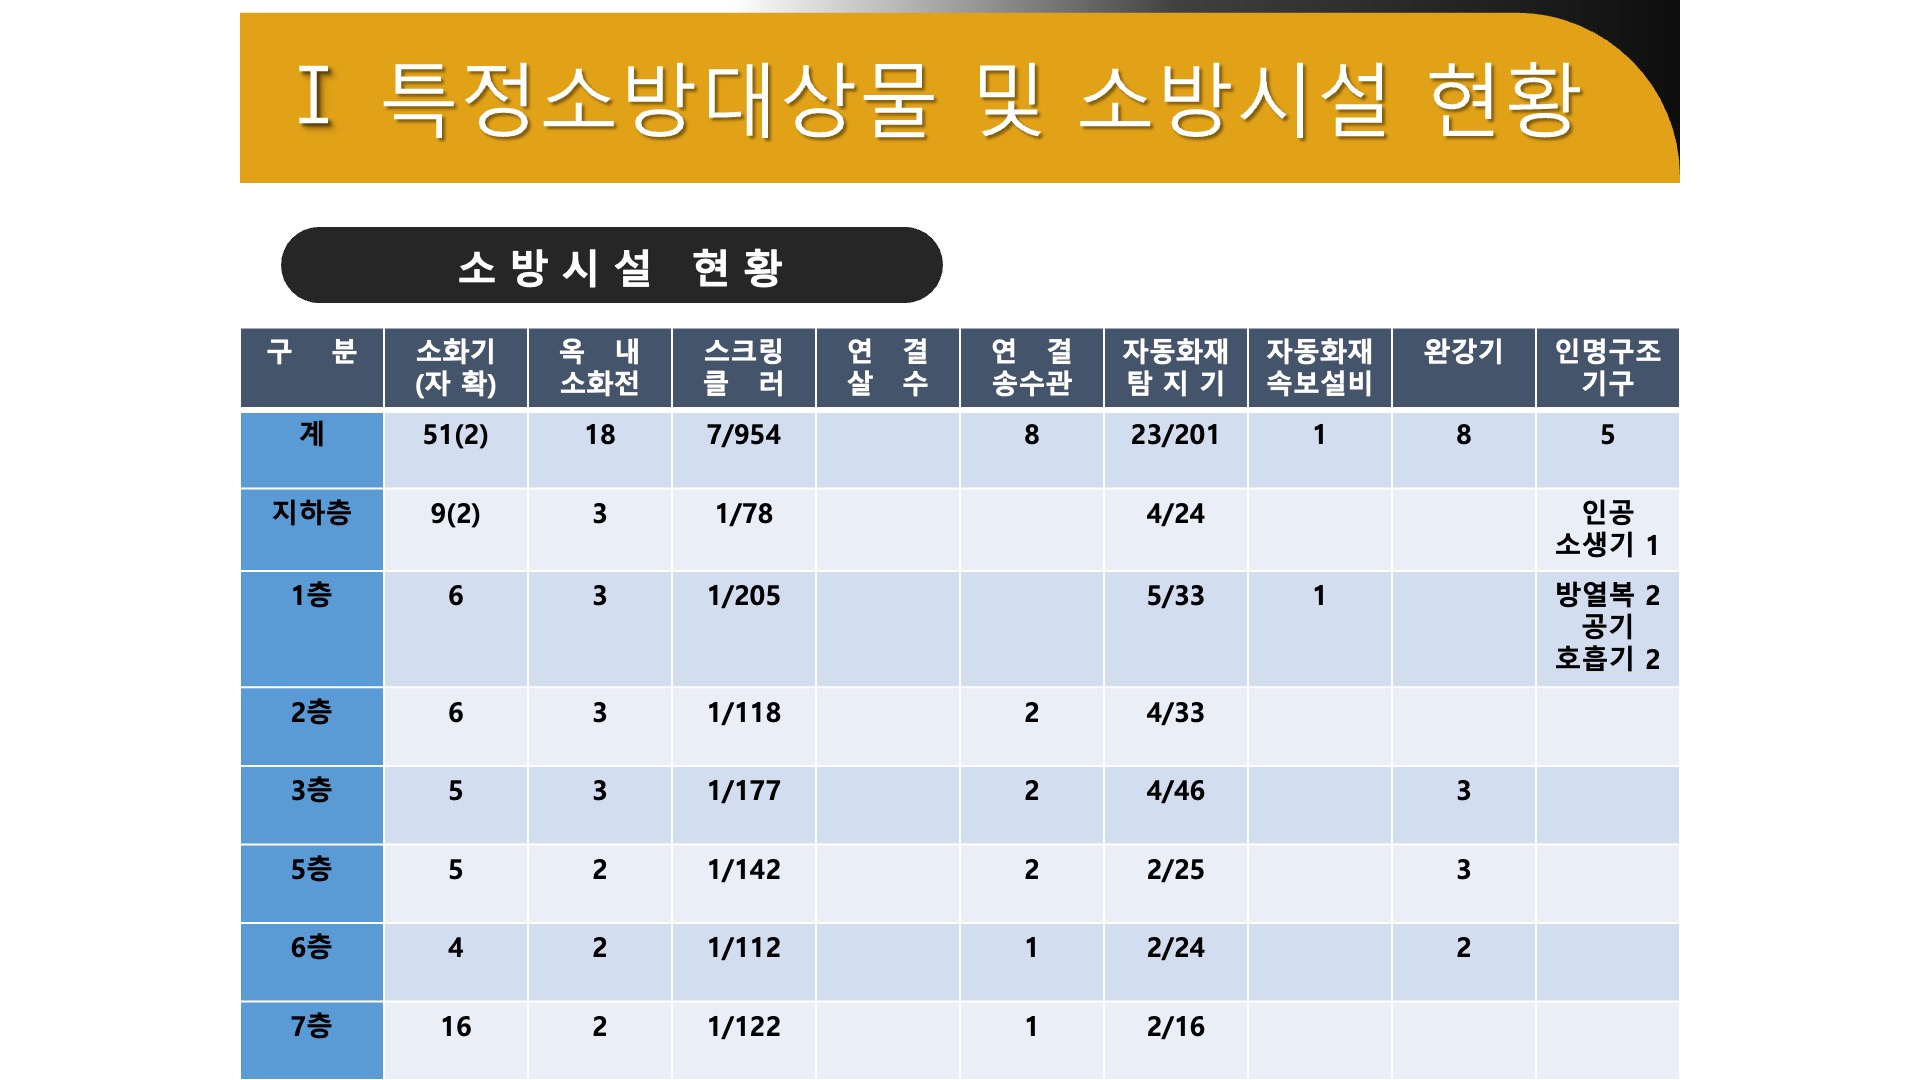 Ⅰ 특정소방대상물 및 소방시설 현황
소방시설 현황
구 분 소화기 (자 확) 옥 내 소화전 스크링 클 러 연 결 살 수 연 결 송수관 자동화재 탐 지 기 자동화재 속보설비 완강기 인명구조 기구
계 51(2) 18 7/954 8 23/201 1 8 5
지하층 9(2) 3 1/78 4/24 인공 소생기 1
1층 6 3 1/205 5/33 1 방열복 2 공기 호흡기 2
2층 6 3 1/118 2 4/33
3층 5 3 1/177 2 4/46 3
5층 5 2 1/142 2 2/25 3
6층 4 2 1/112 1 2/24 2
7층 16 2 1/122 1 2/16